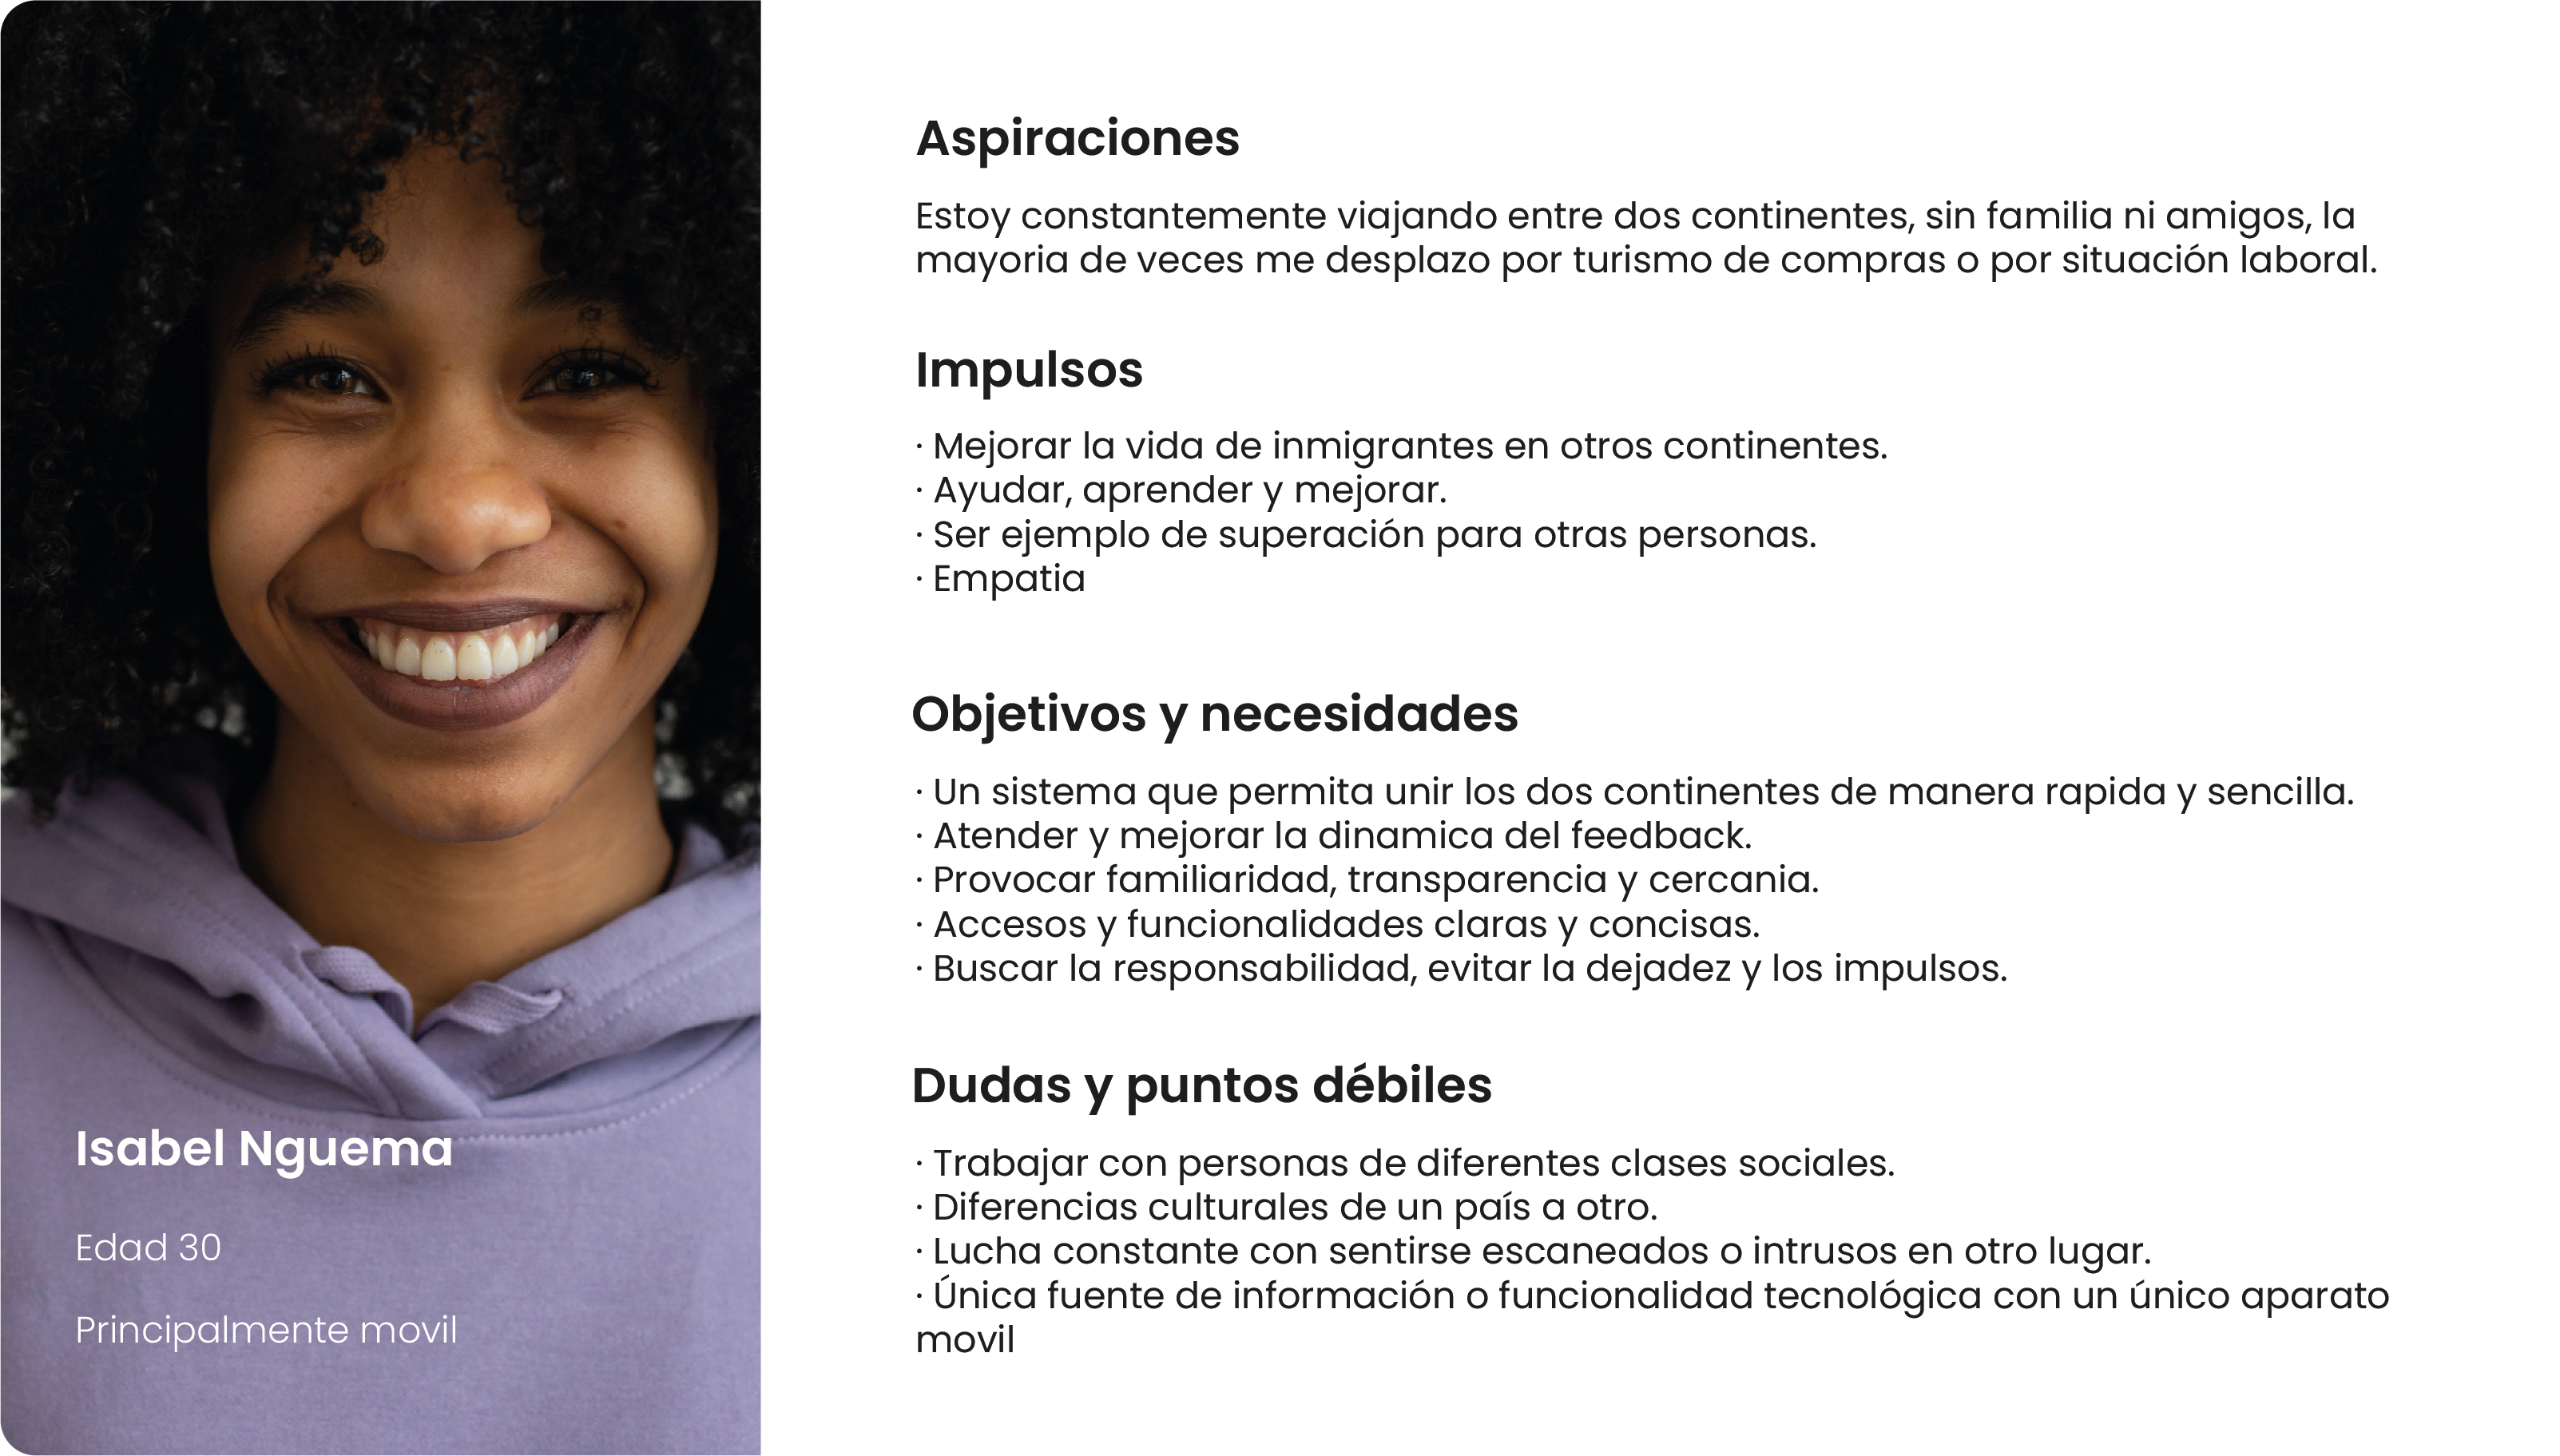 Aspiraciones
Estoy constantemente viajando entre dos continentes, sin familia ni amigos, la
mayoria de veces me desplazo por turismo de compras o por situación laboral.
Impulsos
· Mejorar la vida de inmigrantes en otros continentes.
· Ayudar, aprender y mejorar.
· Ser ejemplo de superación para otras personas.
· Empatia
Objetivos y necesidades
· Un sistema que permita unir los dos continentes de manera rapida y sencilla.
· Atender y mejorar la dinamica del feedback.
· Provocar familiaridad, transparencia y cercania.
· Accesos y funcionalidades claras y concisas.
· Buscar la responsabilidad, evitar la dejadez y los impulsos.
Dudas y puntos débiles
· Trabajar con personas de diferentes clases sociales.
· Diferencias culturales de un país a otro.
· Lucha constante con sentirse escaneados o intrusos en otro lugar.
· Única fuente de información o funcionalidad tecnológica con un único aparato
movil
Isabel Nguema
Edad 30
Principalmente movil